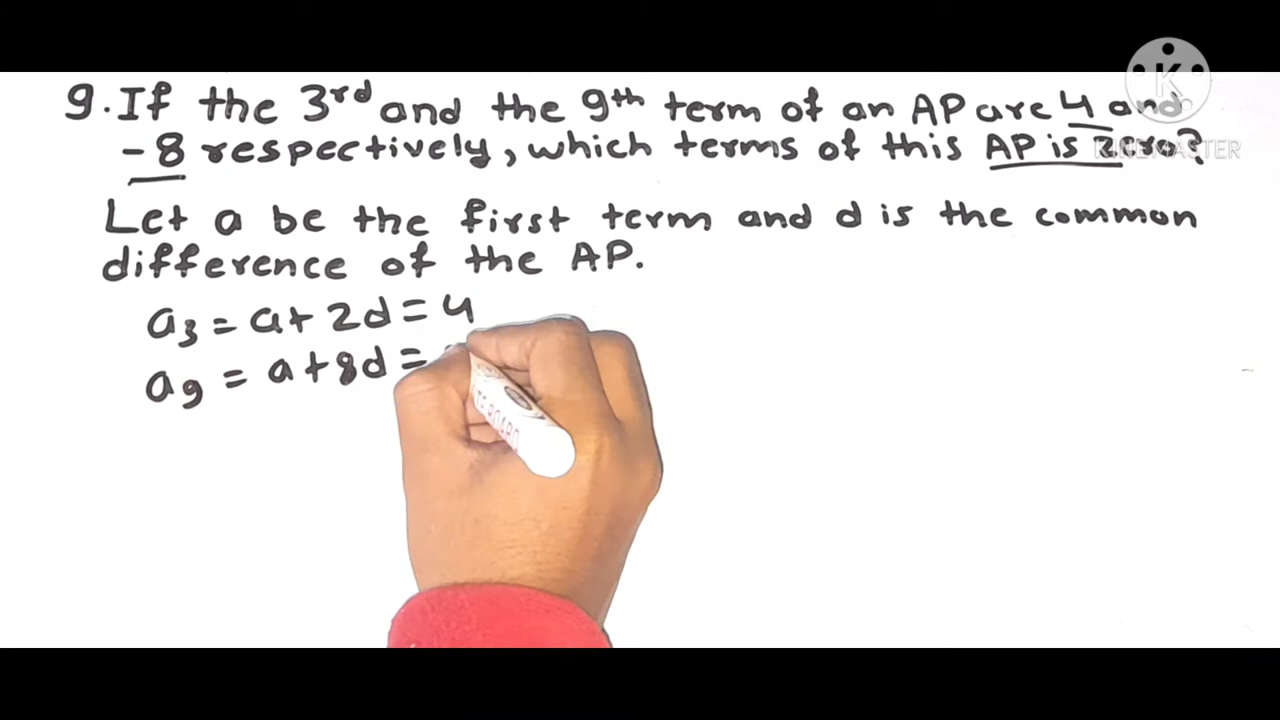 9. If the 3rd and the 9th term of an AP are 4 and
-8 respectively, which terms of this AP is zero?
KINEMASTER
Let a be the first term and d is the common
difference of the AP.
a3 = a + 2d = 4
a9 = a + 8d =